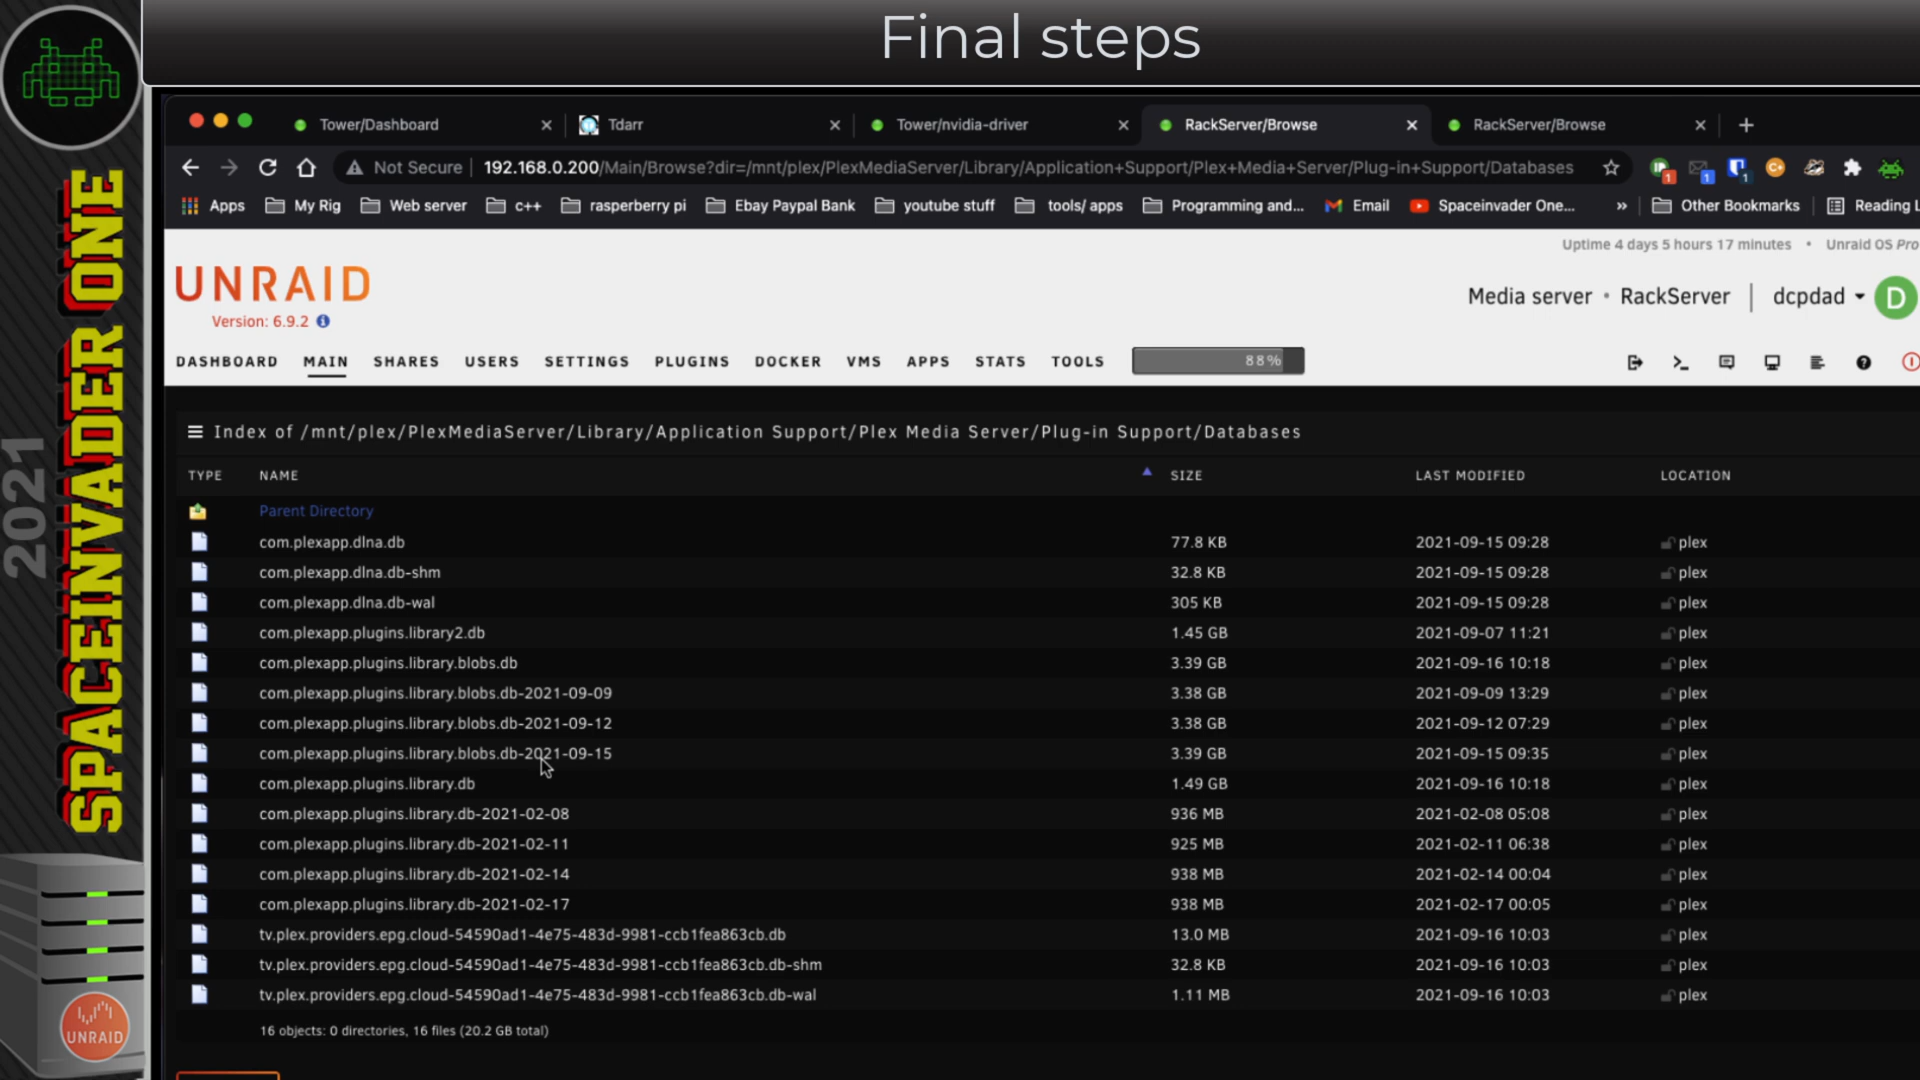 Final steps
2021
SPACEINVADER ONE
UNRAID
Tower/Dashboard
Tdarr
Tower/nvidia-driver
RackServer/Browse
RackServer/Browse
Not Secure 192.168.0.200/Main/Browse?dir=/mnt/plex/PlexMediaServer/Library/Application+Support/Plex+Media+Server/Plug-in+Support/Databases
Apps My Rig Web server c++ rasperberry pi Ebay Paypal Bank youtube stuff tools/ apps Programming and... Email Spaceinvader One... » Other Bookmarks Reading L
Uptime 4 days 5 hours 17 minutes • Unraid OS Pro
UNRAID
Version: 6.9.2
Media server • RackServer | dcpdad D
DASHBOARD MAIN SHARES USERS SETTINGS PLUGINS DOCKER VMS APPS STATS TOOLS 88%
Index of /mnt/plex/PlexMediaServer/Library/Application Support/Plex Media Server/Plug-in Support/Databases
TYPE NAME SIZE LAST MODIFIED LOCATION
Parent Directory
com.plexapp.dlna.db 77.8 KB 2021-09-15 09:28 plex
com.plexapp.dlna.db-shm 32.8 KB 2021-09-15 09:28 plex
com.plexapp.dlna.db-wal 305 KB 2021-09-15 09:28 plex
com.plexapp.plugins.library2.db 1.45 GB 2021-09-07 11:21 plex
com.plexapp.plugins.library.blobs.db 3.39 GB 2021-09-16 10:18 plex
com.plexapp.plugins.library.blobs.db-2021-09-09 3.38 GB 2021-09-09 13:29 plex
com.plexapp.plugins.library.blobs.db-2021-09-12 3.38 GB 2021-09-12 07:29 plex
com.plexapp.plugins.library.blobs.db-2021-09-15 3.39 GB 2021-09-15 09:35 plex
com.plexapp.plugins.library.db 1.49 GB 2021-09-16 10:18 plex
com.plexapp.plugins.library.db-2021-02-08 936 MB 2021-02-08 05:08 plex
com.plexapp.plugins.library.db-2021-02-11 925 MB 2021-02-11 06:38 plex
com.plexapp.plugins.library.db-2021-02-14 938 MB 2021-02-14 00:04 plex
com.plexapp.plugins.library.db-2021-02-17 938 MB 2021-02-17 00:05 plex
tv.plex.providers.epg.cloud-54590ad1-4e75-483d-9981-ccb1fea863cb.db 13.0 MB 2021-09-16 10:03 plex
tv.plex.providers.epg.cloud-54590ad1-4e75-483d-9981-ccb1fea863cb.db-shm 32.8 KB 2021-09-16 10:03 plex
tv.plex.providers.epg.cloud-54590ad1-4e75-483d-9981-ccb1fea863cb.db-wal 1.11 MB 2021-09-16 10:03 plex
16 objects: 0 directories, 16 files (20.2 GB total)